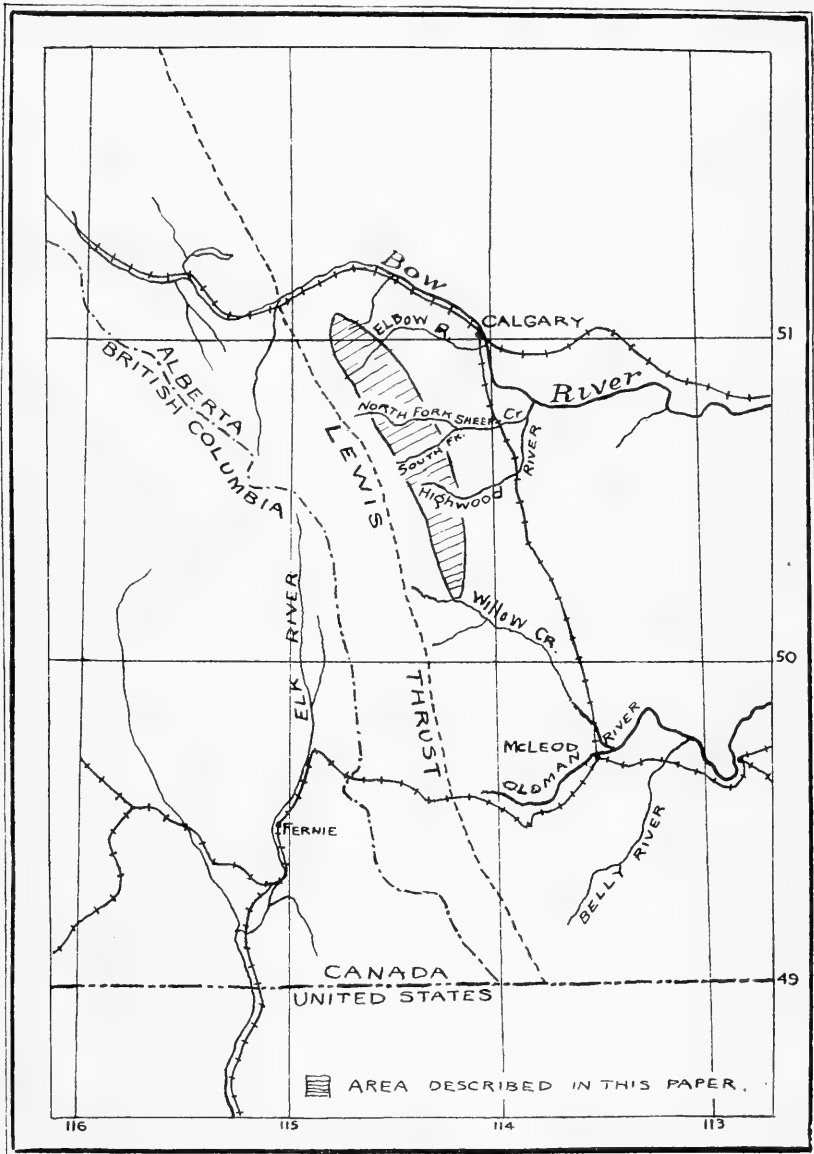 Bow
ELBOW R.
CALGARY
51
ALBERTA
BRITISH COLUMBIA
River
NORTH FORK SHEEP Cr
SOUTH FK.
RIVER
HIGHWOOD
LEWIS
THRUST
WILLOW CR.
ELK RIVER
50
McLEOD
OLDMAN
RIVER
FERNIE
BELLY RIVER
CANADA
49
UNITED STATES
AREA DESCRIBED IN THIS PAPER.
116
115
114
113